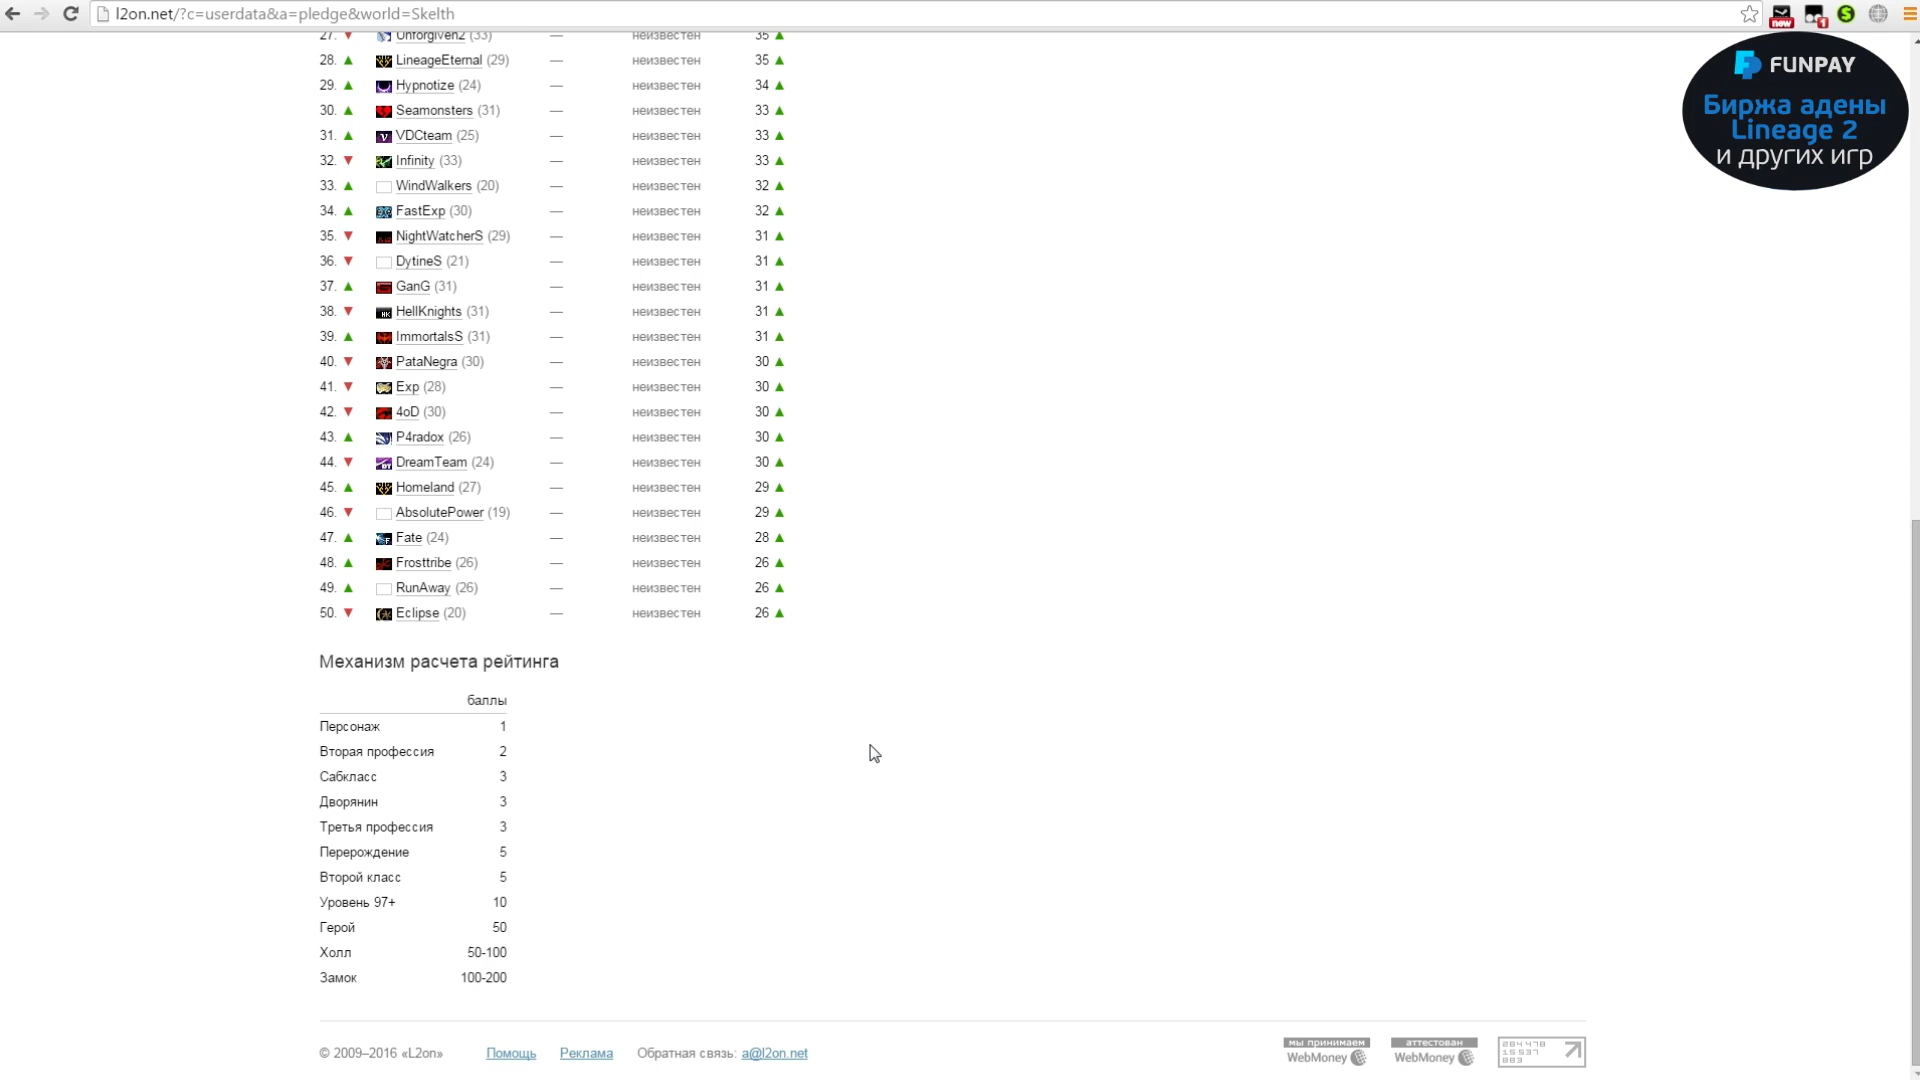 l2on.net/?c=userdata&a=pledge&world=Skelth
new
1
FUNPAY
Биржа адены
Lineage 2
и других игр
27. Unforgiven2 (33) — неизвестен 35
28. LineageEternal (29) — неизвестен 35
29. Hypnotize (24) — неизвестен 34
30. Seamonsters (31) — неизвестен 33
31. VDCteam (25) — неизвестен 33
32. Infinity (33) — неизвестен 33
33. WindWalkers (20) — неизвестен 32
34. FastExp (30) — неизвестен 32
35. NightWatcherS (29) — неизвестен 31
36. DytineS (21) — неизвестен 31
37. GanG (31) — неизвестен 31
38. HellKnights (31) — неизвестен 31
39. ImmortalsS (31) — неизвестен 31
40. PataNegra (30) — неизвестен 30
41. Exp (28) — неизвестен 30
42. 4oD (30) — неизвестен 30
43. P4radox (26) — неизвестен 30
44. DreamTeam (24) — неизвестен 30
45. Homeland (27) — неизвестен 29
46. AbsolutePower (19) — неизвестен 29
47. Fate (24) — неизвестен 28
48. Frosttribe (26) — неизвестен 26
49. RunAway (26) — неизвестен 26
50. Eclipse (20) — неизвестен 26
Механизм расчета рейтинга
баллы
Персонаж 1
Вторая профессия 2
Сабкласс 3
Дворянин 3
Третья профессия 3
Перерождение 5
Второй класс 5
Уровень 97+ 10
Герой 50
Холл 50-100
Замок 100-200
© 2009–2016 «L2on» Помощь Реклама Обратная связь: a@l2on.net
мы принимаем
WebMoney
аттестован
WebMoney